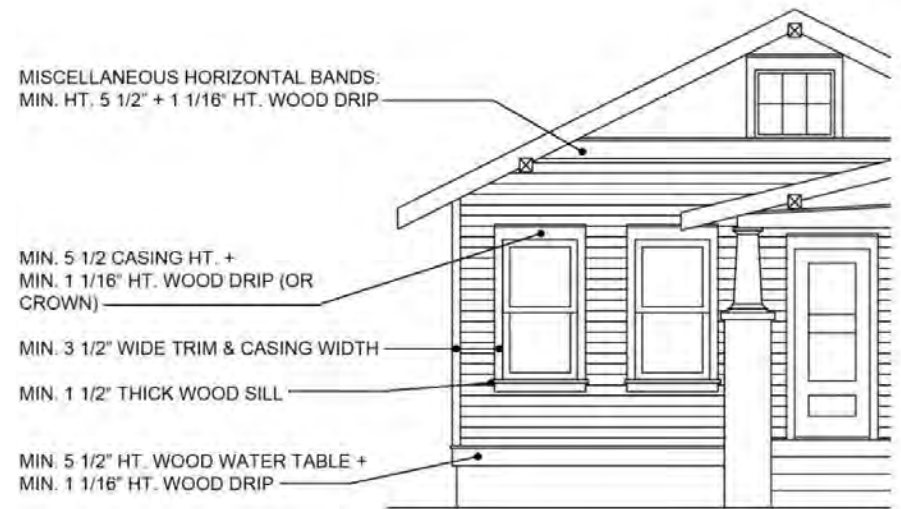 MISCELLANEOUS HORIZONTAL BANDS:
MIN. HT. 5 1/2" + 1 1/16" HT. WOOD DRIP
MIN. 5 1/2 CASING HT. +
MIN. 1 1/16" HT. WOOD DRIP (OR
CROWN)
MIN. 3 1/2" WIDE TRIM & CASING WIDTH
MIN. 1 1/2" THICK WOOD SILL
MIN. 5 1/2" HT. WOOD WATER TABLE +
MIN. 1 1/16" HT. WOOD DRIP